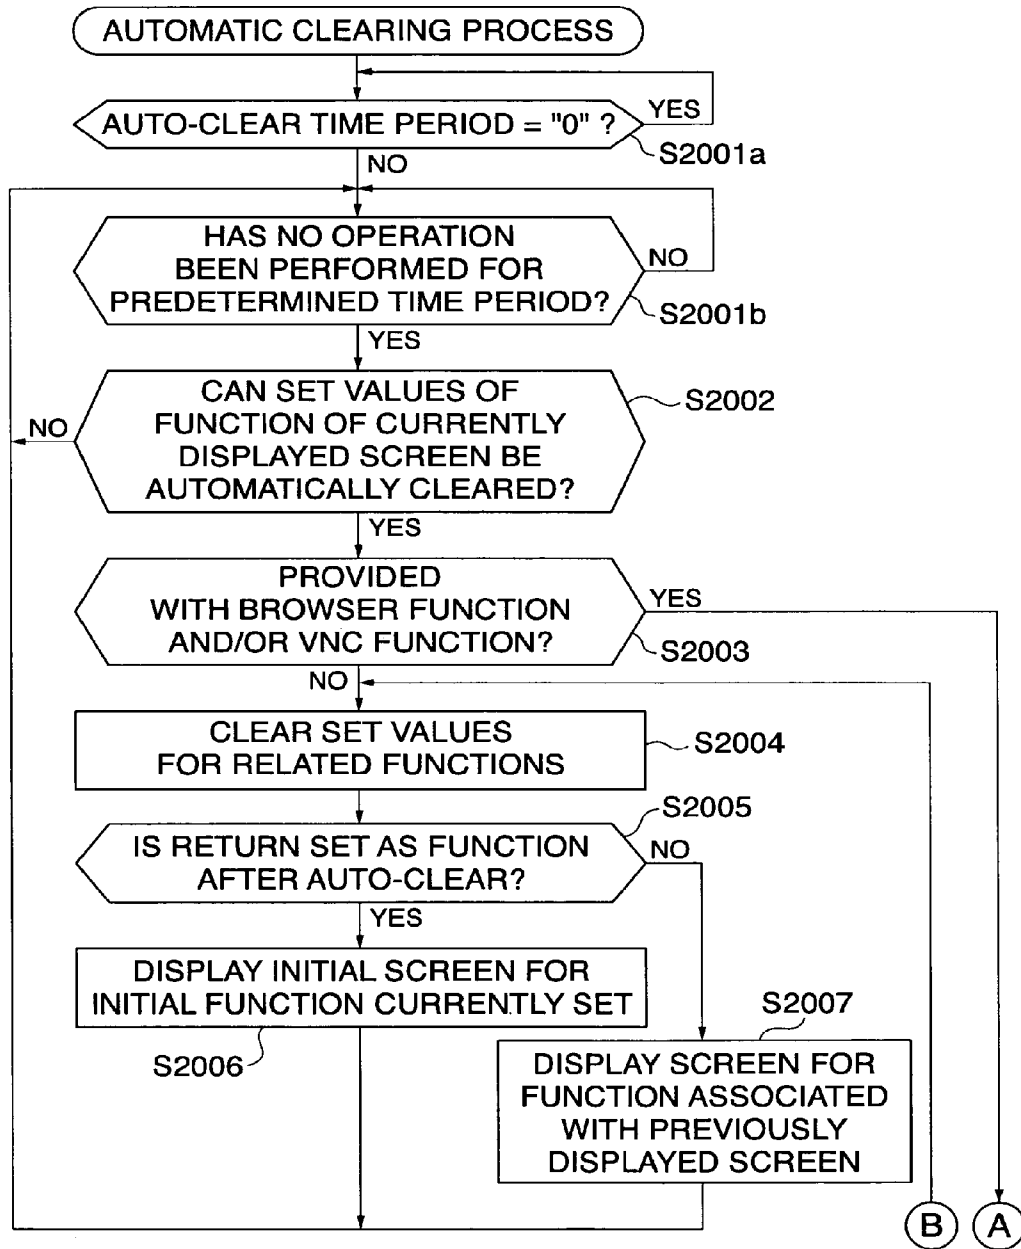 AUTOMATIC CLEARING PROCESS
AUTO-CLEAR TIME PERIOD = "0" ?
YES
S2001a
NO
HAS NO OPERATION
BEEN PERFORMED FOR
PREDETERMINED TIME PERIOD?
NO
S2001b
YES
CAN SET VALUES OF
FUNCTION OF CURRENTLY
DISPLAYED SCREEN BE
AUTOMATICALLY CLEARED?
S2002
NO
YES
PROVIDED
WITH BROWSER FUNCTION
AND/OR VNC FUNCTION?
YES
S2003
NO
CLEAR SET VALUES
FOR RELATED FUNCTIONS
S2004
S2005
IS RETURN SET AS FUNCTION
AFTER AUTO-CLEAR?
NO
YES
DISPLAY INITIAL SCREEN FOR
INITIAL FUNCTION CURRENTLY SET
S2006
S2007
DISPLAY SCREEN FOR
FUNCTION ASSOCIATED
WITH PREVIOUSLY
DISPLAYED SCREEN
B
A